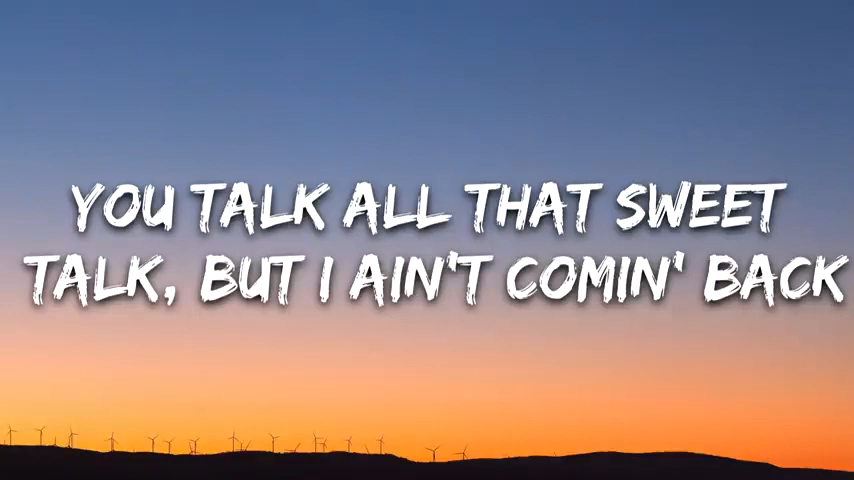 YOU TALK ALL THAT SWEET
TALK, BUT I AIN'T COMIN' BACK